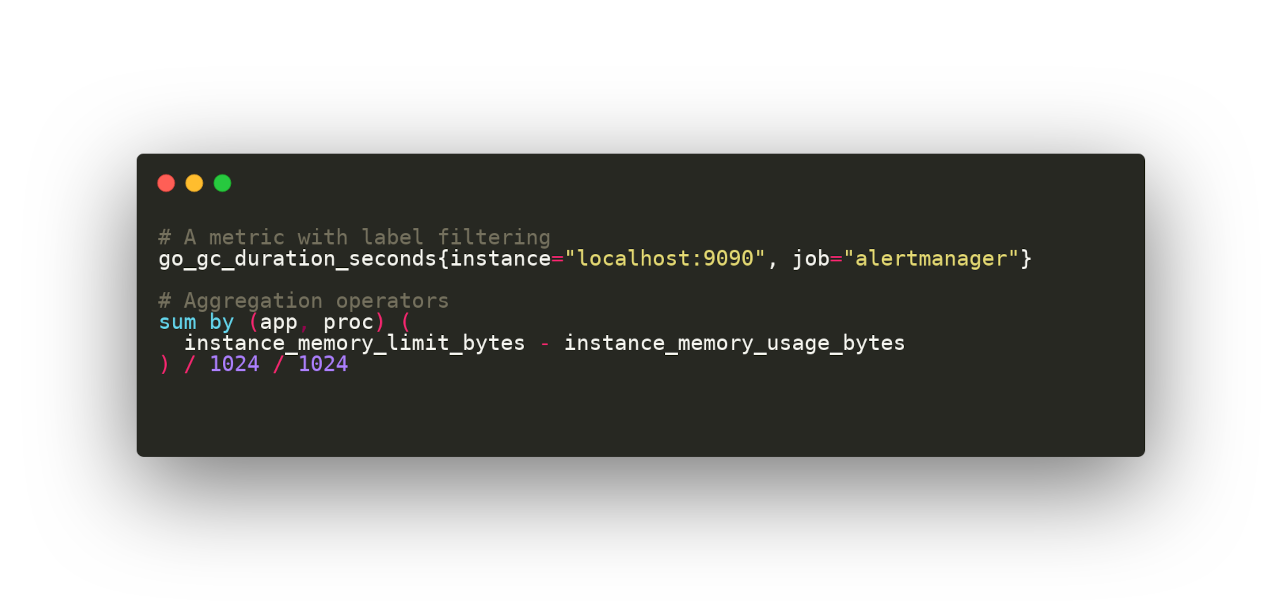 # A metric with label filtering
go_gc_duration_seconds{instance="localhost:9090", job="alertmanager"}
# Aggregation operators
sum by (app, proc) (
  instance_memory_limit_bytes - instance_memory_usage_bytes
) / 1024 / 1024